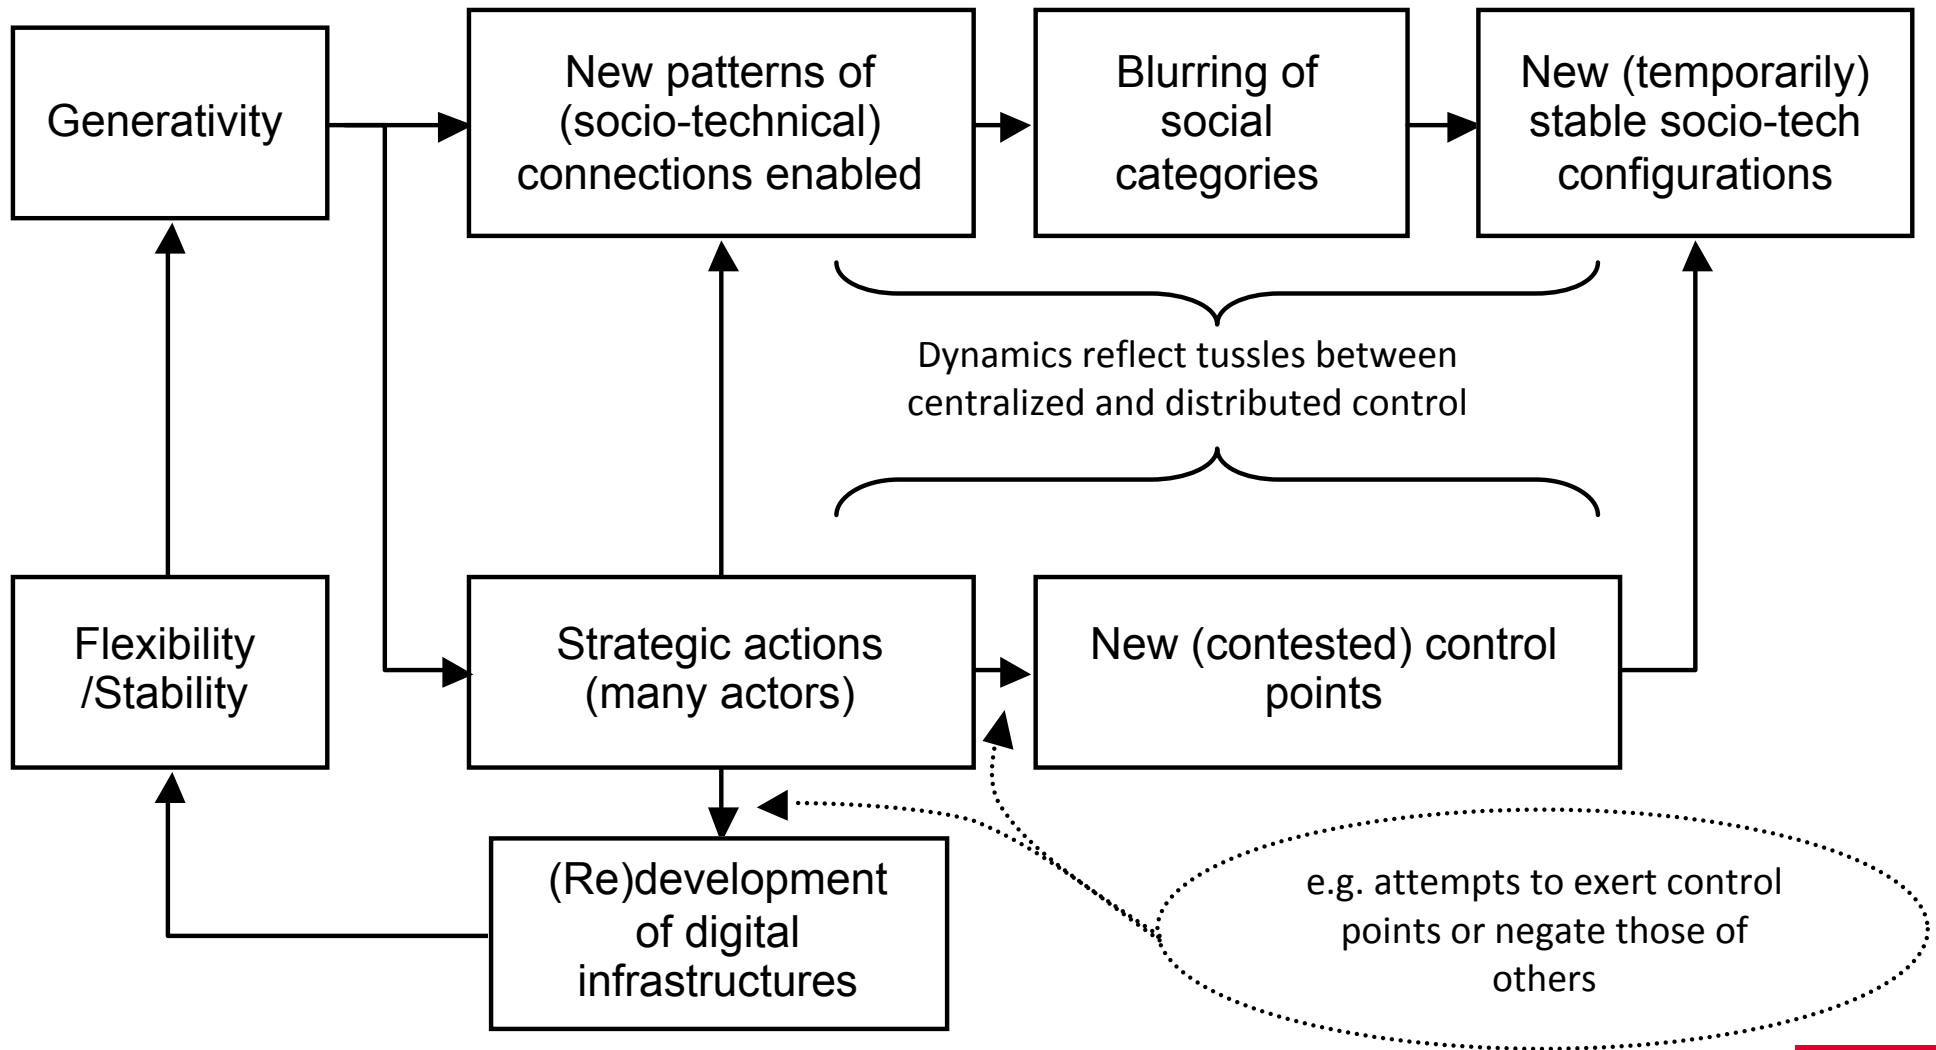 Generativity
New patterns of
(socio-technical)
connections enabled
Blurring of
social
categories
New (temporarily)
stable socio-tech
configurations
Dynamics reflect tussles between
centralized and distributed control
Flexibility
/Stability
Strategic actions
(many actors)
New (contested) control
points
(Re)development
of digital
infrastructures
e.g. attempts to exert control
points or negate those of
others